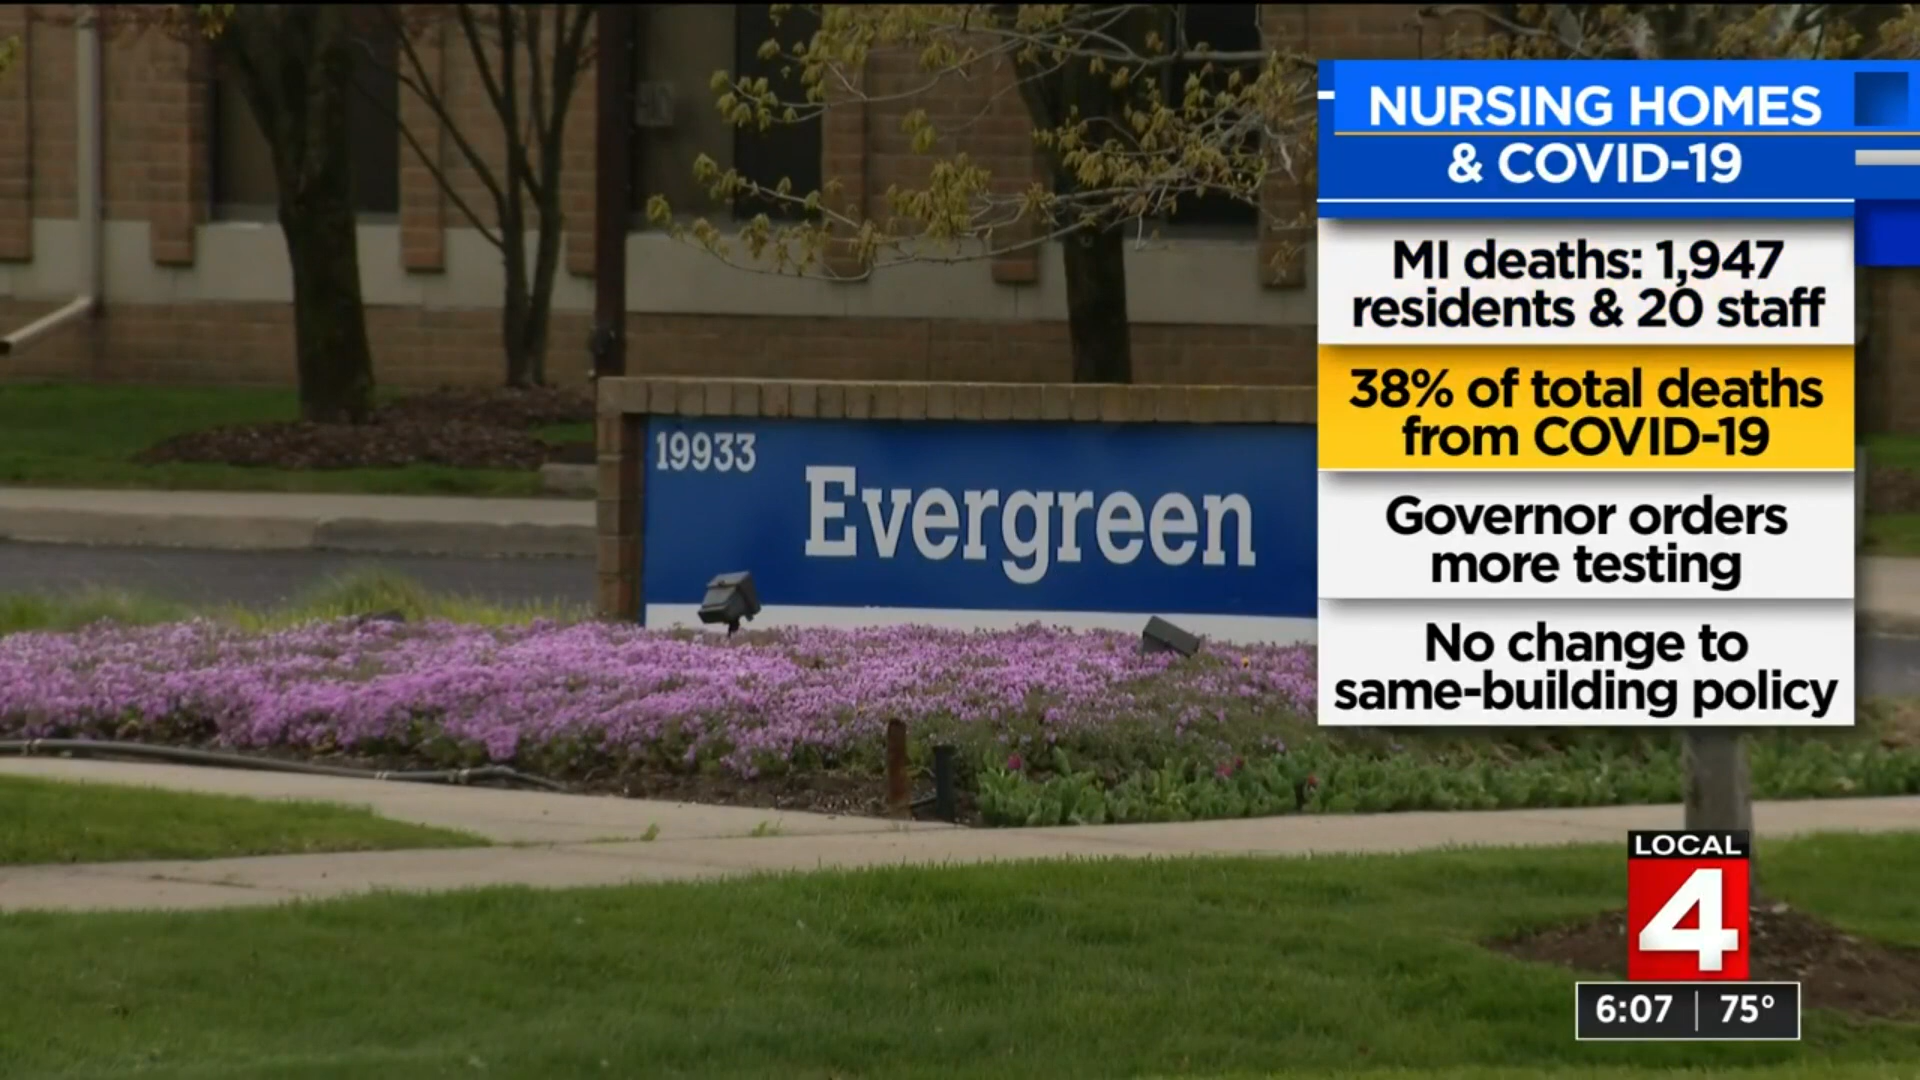 NURSING HOMES
& COVID-19
MI deaths: 1,947
residents & 20 staff
38% of total deaths
from COVID-19
Governor orders
more testing
No change to
same-building policy
19933
Evergreen
LOCAL
4
6:07 | 75°